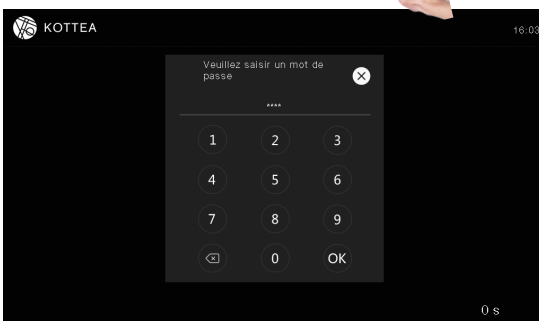 KOTTEA
16:03
Veuillez saisir un mot de
passe
****
1 2 3
4 5 6
7 8 9
0 OK
0 s